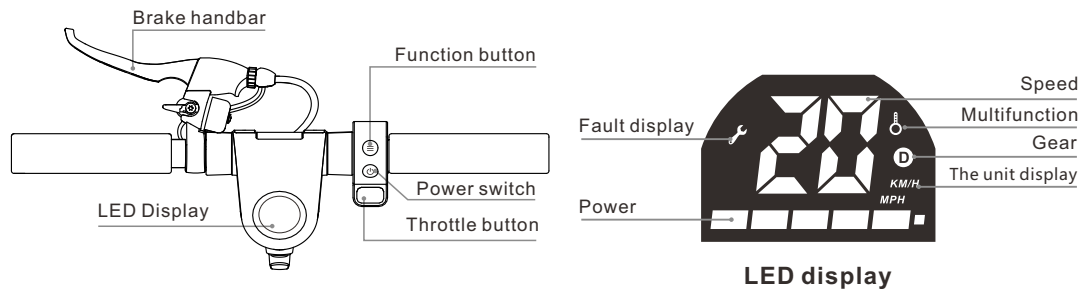 Brake handbar
Function button
Power switch
LED Display
Throttle button
Speed
Multifunction
Fault display
Gear
D
The unit display
KM/H
MPH
Power
LED display